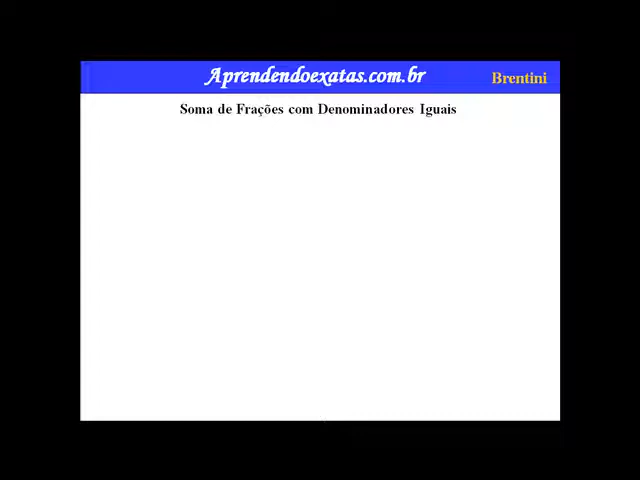 Aprendendoexatas.com.br
Brentini
Soma de Frações com Denominadores Iguais